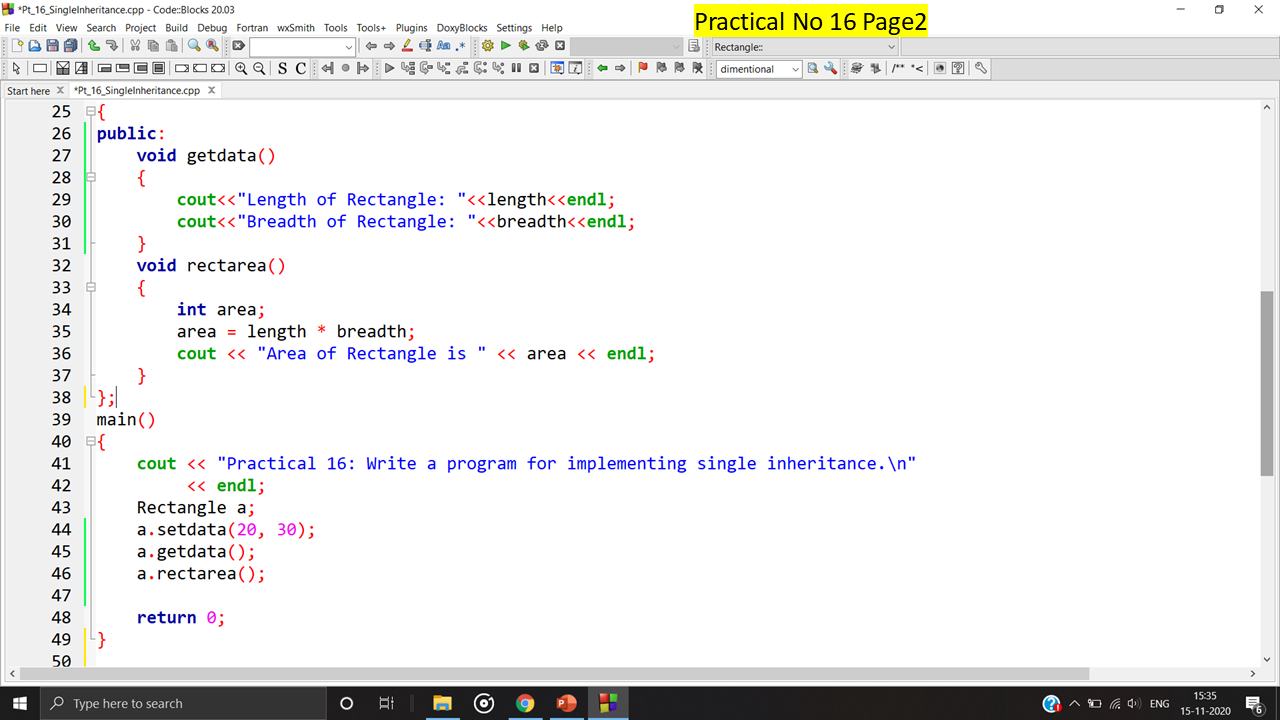 *Pt_16_SingleInheritance.cpp - Code::Blocks 20.03
Practical No 16 Page2
File Edit View Search Project Build Debug Fortran wxSmith Tools Tools+ Plugins DoxyBlocks Settings Help
Aa Rectangle::
S C dimentional /** *<
Start here *Pt_16_SingleInheritance.cpp
25 {
26 public:
27     void getdata()
28     {
29         cout<<"Length of Rectangle: "<<length<<endl;
30         cout<<"Breadth of Rectangle: "<<breadth<<endl;
31     }
32     void rectarea()
33     {
34         int area;
35         area = length * breadth;
36         cout << "Area of Rectangle is " << area << endl;
37     }
38 };
39 main()
40 {
41     cout << "Practical 16: Write a program for implementing single inheritance.\n"
42          << endl;
43     Rectangle a;
44     a.setdata(20, 30);
45     a.getdata();
46     a.rectarea();
47
48     return 0;
49 }
50
Type here to search
ENG
15:35
15-11-2020
6